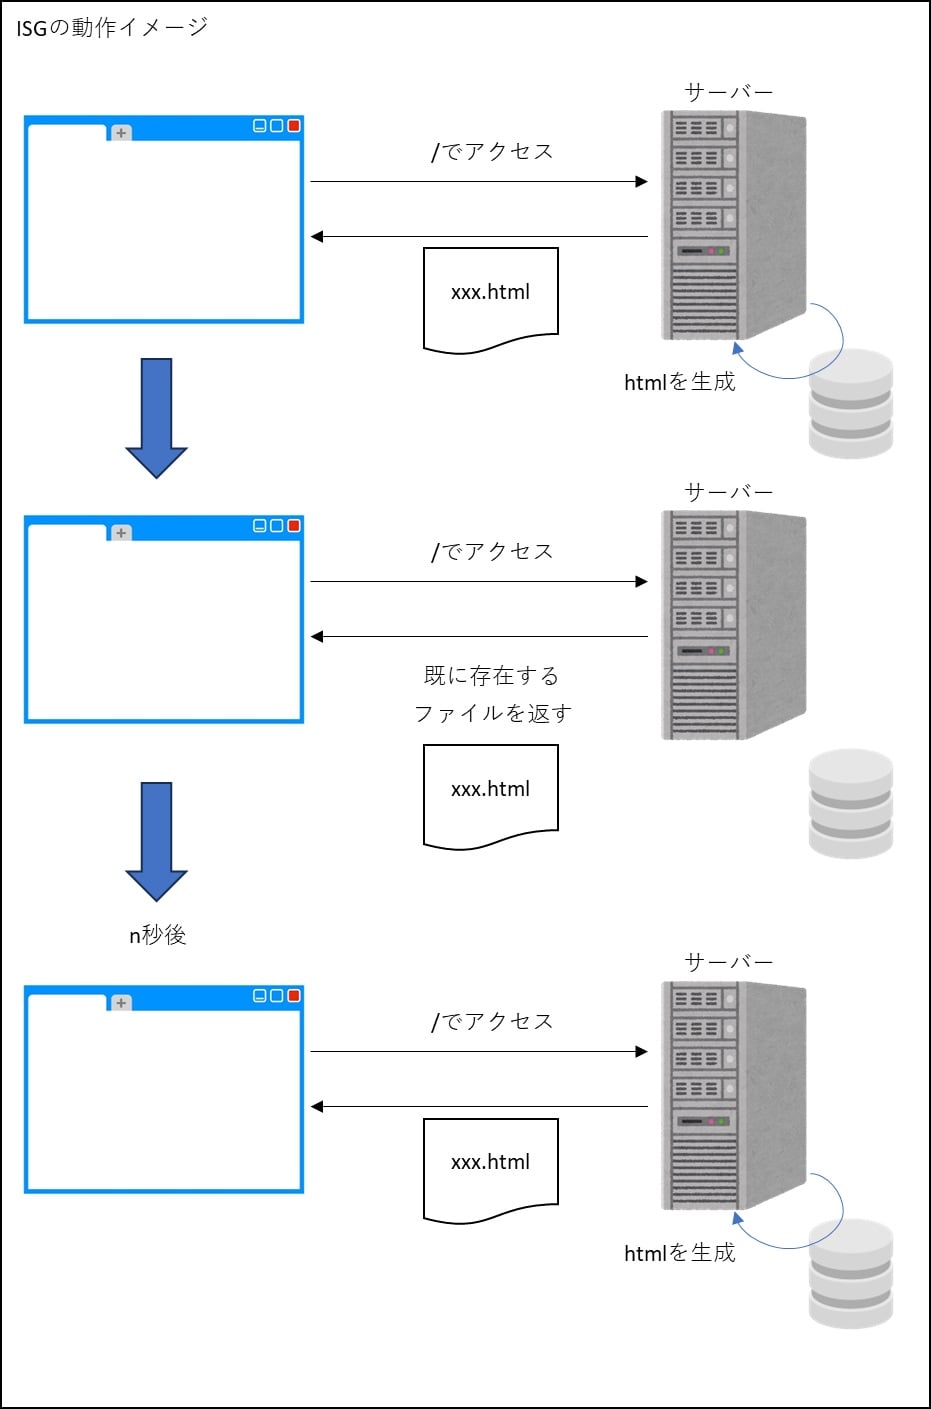 ISGの動作イメージ
サーバー
/でアクセス
xxx.html
htmlを生成
サーバー
/でアクセス
既に存在する
ファイルを返す
xxx.html
n秒後
サーバー
/でアクセス
xxx.html
htmlを生成